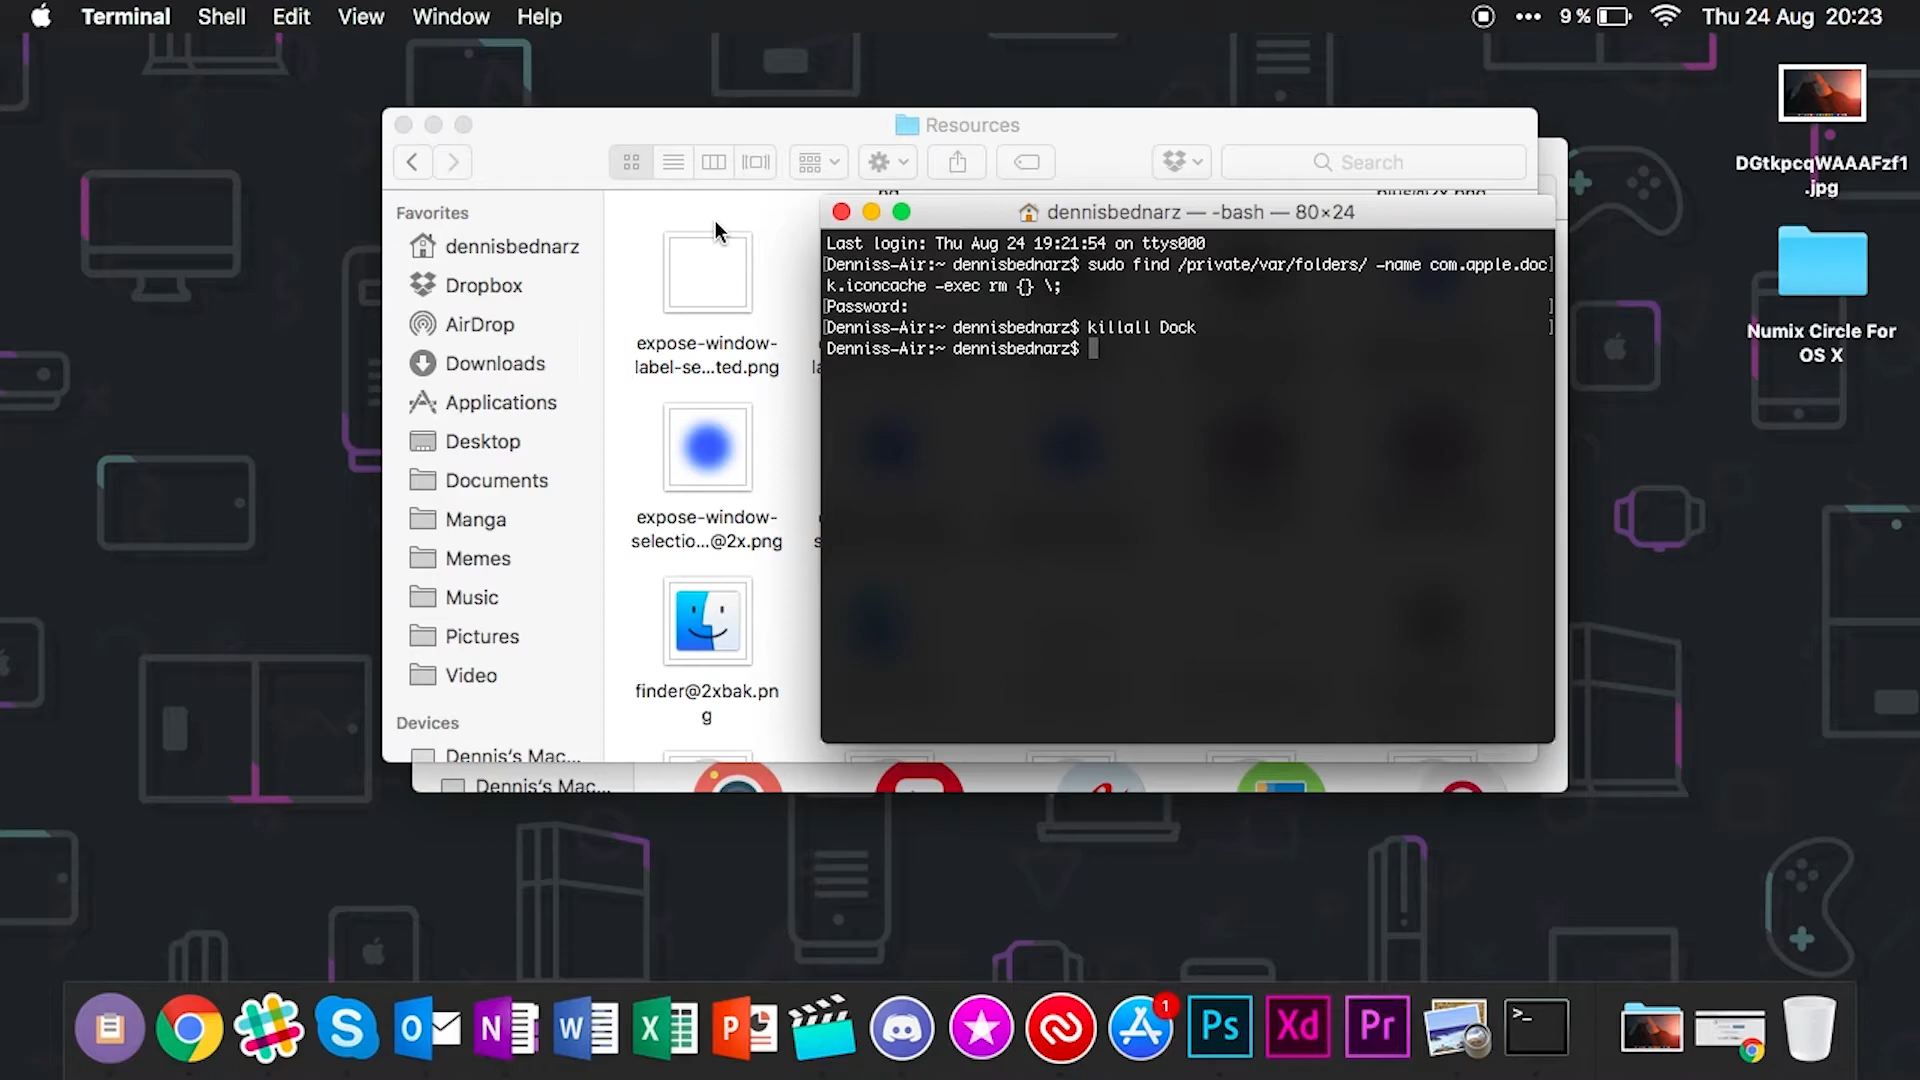 Terminal Shell Edit View Window Help
9 % Thu 24 Aug 20:23
DGtkpcqWAAAFzf1
.jpg
Numix Circle For
OS X
Resources
Search
Favorites
dennisbednarz
Dropbox
AirDrop
Downloads
Applications
Desktop
Documents
Manga
Memes
Music
Pictures
Video
Devices
Dennis's Mac...
Dennis's Mac...
expose-window-
label-se...ted.png
expose-window-
selectio...@2x.png
finder@2xbak.pn
g
dennisbednarz — -bash — 80×24
Last login: Thu Aug 24 19:21:54 on ttys000
[Denniss-Air:~ dennisbednarz$ sudo find /private/var/folders/ -name com.apple.doc]
k.iconcache -exec rm {} \;
[Password: ]
[Denniss-Air:~ dennisbednarz$ killall Dock ]
Denniss-Air:~ dennisbednarz$
S O N W X P 1 Ps Xd Pr >_